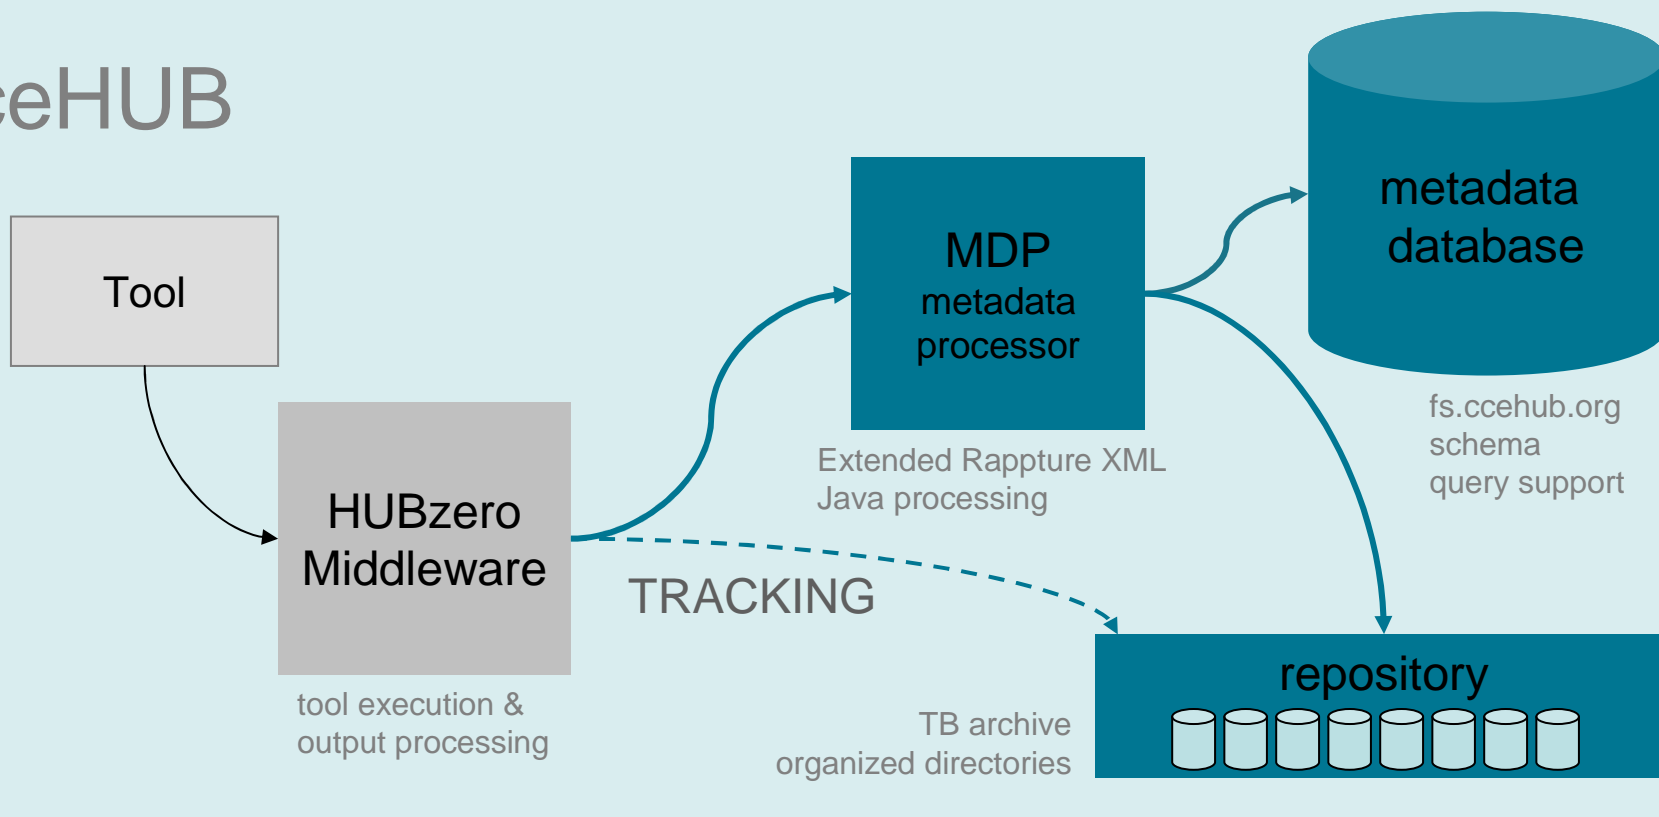 ceHUB
Tool
HUBzero
Middleware
tool execution &
output processing
TRACKING
MDP
metadata
processor
Extended Rappture XML
Java processing
metadata
database
fs.ccehub.org
schema
query support
repository
TB archive
organized directories